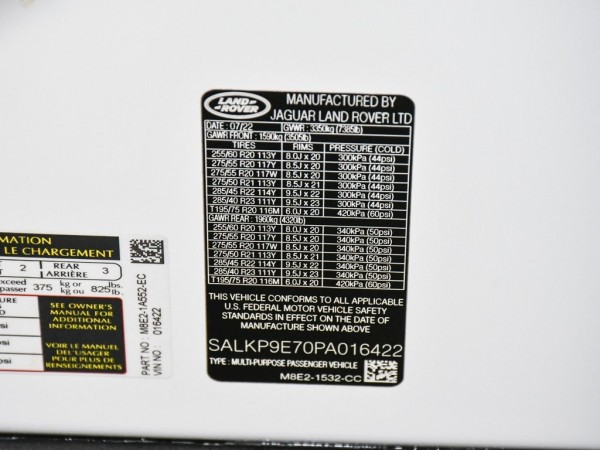 LAND
ROVER
MANUFACTURED BY
JAGUAR LAND ROVER LTD
DATE : 07/22 GVWR : 3350kg (7385lb)
GAWR FRONT : 1590kg (3505lb)
TIRES RIMS PRESSURE (COLD)
255/60 R20 113Y 8.0J x 20 300kPa (44psi)
275/55 R20 117Y 8.5J x 20 300kPa (44psi)
275/55 R20 117W 8.5J x 20 300kPa (44psi)
275/50 R21 113Y 8.5J x 21 300kPa (44psi)
285/45 R22 114Y 9.5J x 22 300kPa (44psi)
285/40 R23 111Y 9.5J x 23 300kPa (44psi)
T195/75 R20 116M 6.0J x 20 420kPa (60psi)
GAWR REAR : 1960kg (4320lb)
255/60 R20 113Y 8.0J x 20 340kPa (50psi)
275/55 R20 117Y 8.5J x 20 340kPa (50psi)
275/55 R20 117W 8.5J x 20 340kPa (50psi)
275/50 R21 113Y 8.5J x 21 340kPa (50psi)
285/45 R22 114Y 9.5J x 22 340kPa (50psi)
285/40 R23 111Y 9.5J x 23 340kPa (50psi)
T195/75 R20 116M 6.0J x 20 420kPa (60psi)
THIS VEHICLE CONFORMS TO ALL APPLICABLE
U.S. FEDERAL MOTOR VEHICLE SAFETY
STANDARDS IN EFFECT ON THE DATE OF
MANUFACTURE SHOWN ABOVE
SALKP9E70PA016422
TYPE : MULTI-PURPOSE PASSENGER VEHICLE
M8E2-1532-CC
MATION
LE CHARGEMENT
T 2 REAR 3
ARRIÈRE
exceed
passer 375 kg or kg ou 825 lbs. lb.
SEE OWNER'S
MANUAL FOR
ADDITIONAL
INFORMATION
VOIR LE MANUEL
DE L'USAGER
POUR PLUS DE
RENSEIGNEMENTS
URE
psi
psi
psi
PART NO : M8E2-1A552-EC
VIN NO : 016422